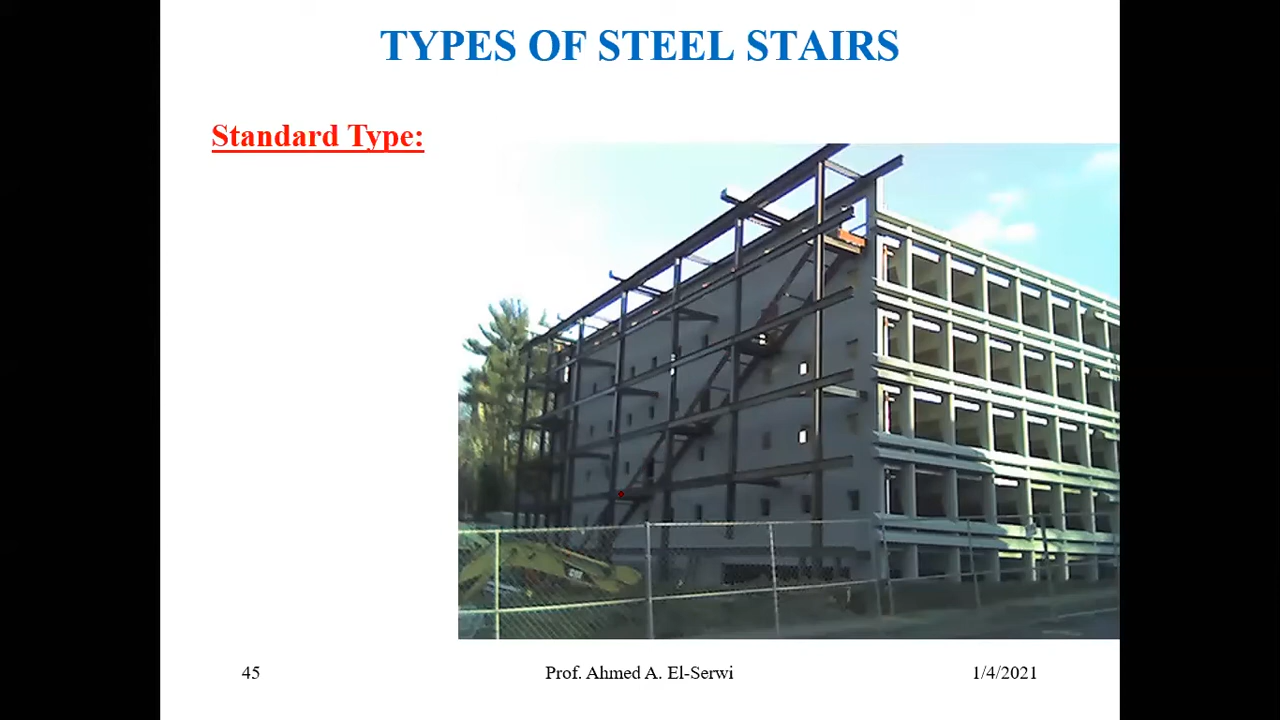 TYPES OF STEEL STAIRS
Standard Type:
45
Prof. Ahmed A. El-Serwi
1/4/2021